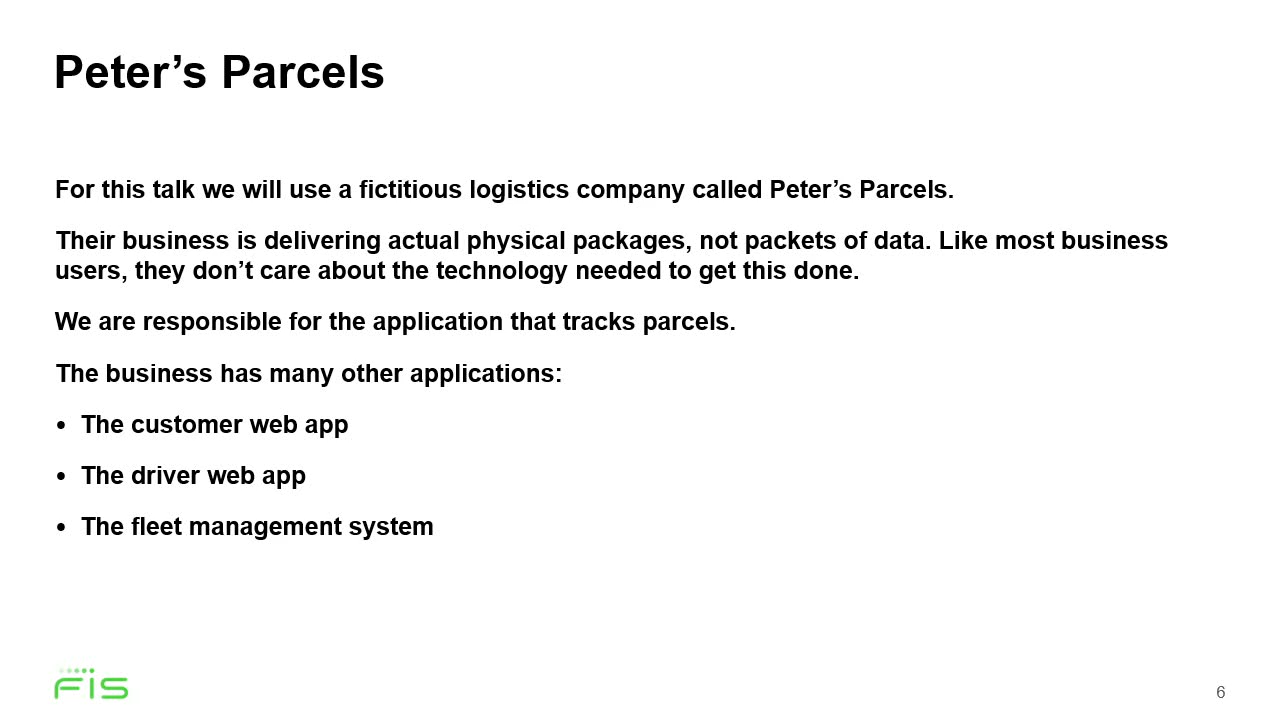 Peter’s Parcels
For this talk we will use a fictitious logistics company called Peter’s Parcels.
Their business is delivering actual physical packages, not packets of data. Like most business
users, they don’t care about the technology needed to get this done.
We are responsible for the application that tracks parcels.
The business has many other applications:
• The customer web app
• The driver web app
• The fleet management system
FIS
6